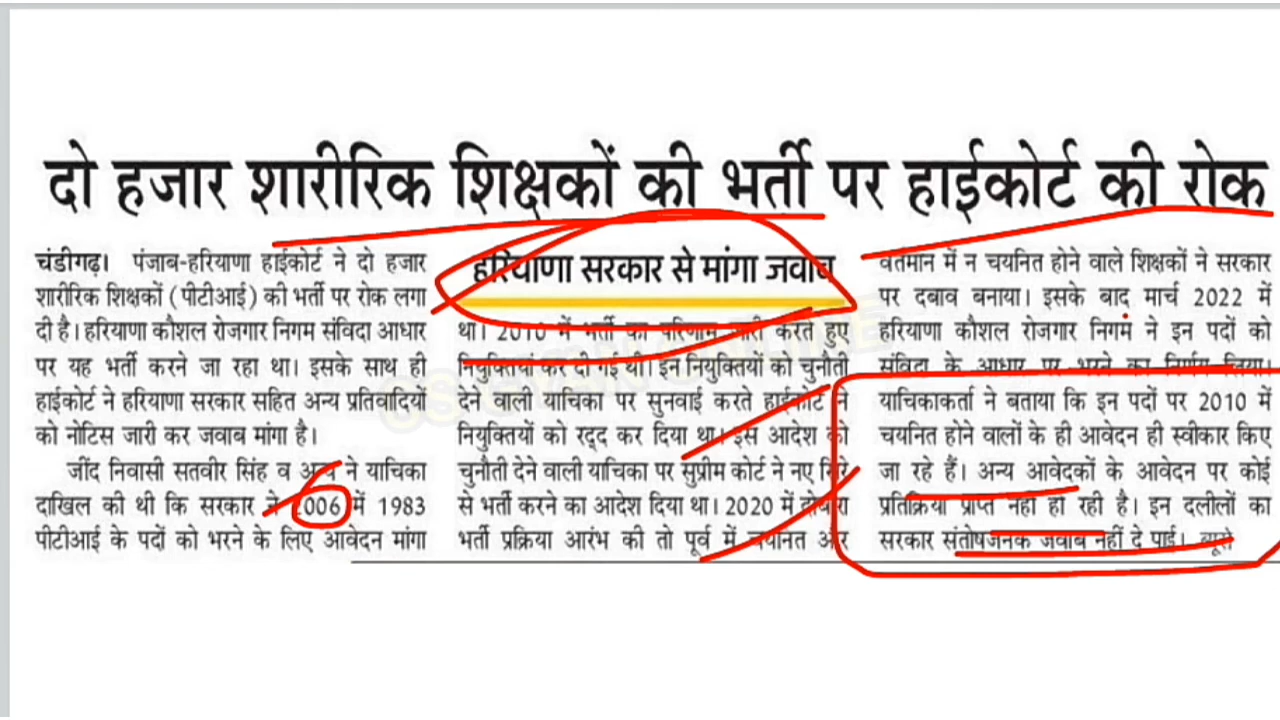 दो हजार शारीरिक शिक्षकों की भर्ती पर हाईकोर्ट की रोक
चंडीगढ़। पंजाब-हरियाणा हाईकोर्ट ने दो हजार
शारीरिक शिक्षकों (पीटीआई) की भर्ती पर रोक लगा
दी है। हरियाणा कौशल रोजगार निगम संविदा आधार
पर यह भर्ती करने जा रहा था। इसके साथ ही
हाईकोर्ट ने हरियाणा सरकार सहित अन्य प्रतिवादियों
को नोटिस जारी कर जवाब मांगा है।
जींद निवासी सतवीर सिंह व अन्य ने याचिका
दाखिल की थी कि सरकार ने 2006 में 1983
पीटीआई के पदों को भरने के लिए आवेदन मांगा
हरियाणा सरकार से मांगा जवाब
था। 2010 में भर्ती का परिणाम जारी करते हुए
नियुक्तियां कर दी गई थी। इन नियुक्तियों को चुनौती
देने वाली याचिका पर सुनवाई करते हाईकोर्ट ने
नियुक्तियों को रद्द कर दिया था। इस आदेश को
चुनौती देने वाली याचिका पर सुप्रीम कोर्ट ने नए सिरे
से भर्ती करने का आदेश दिया था। 2020 में दोबारा
भर्ती प्रक्रिया आरंभ की तो पूर्व में चयनित और
वर्तमान में न चयनित होने वाले शिक्षकों ने सरकार
पर दबाव बनाया। इसके बाद मार्च 2022 में
हरियाणा कौशल रोजगार निगम ने इन पदों को
संविदा के आधार पर भरने का निर्णय लिया।
याचिकाकर्ता ने बताया कि इन पदों पर 2010 में
चयनित होने वालों के ही आवेदन ही स्वीकार किए
जा रहे हैं। अन्य आवेदकों के आवेदन पर कोई
प्रतिक्रिया प्राप्त नहीं हो रही है। इन दलीलों का
सरकार संतोषजनक जवाब नहीं दे पाई। ब्यूरो